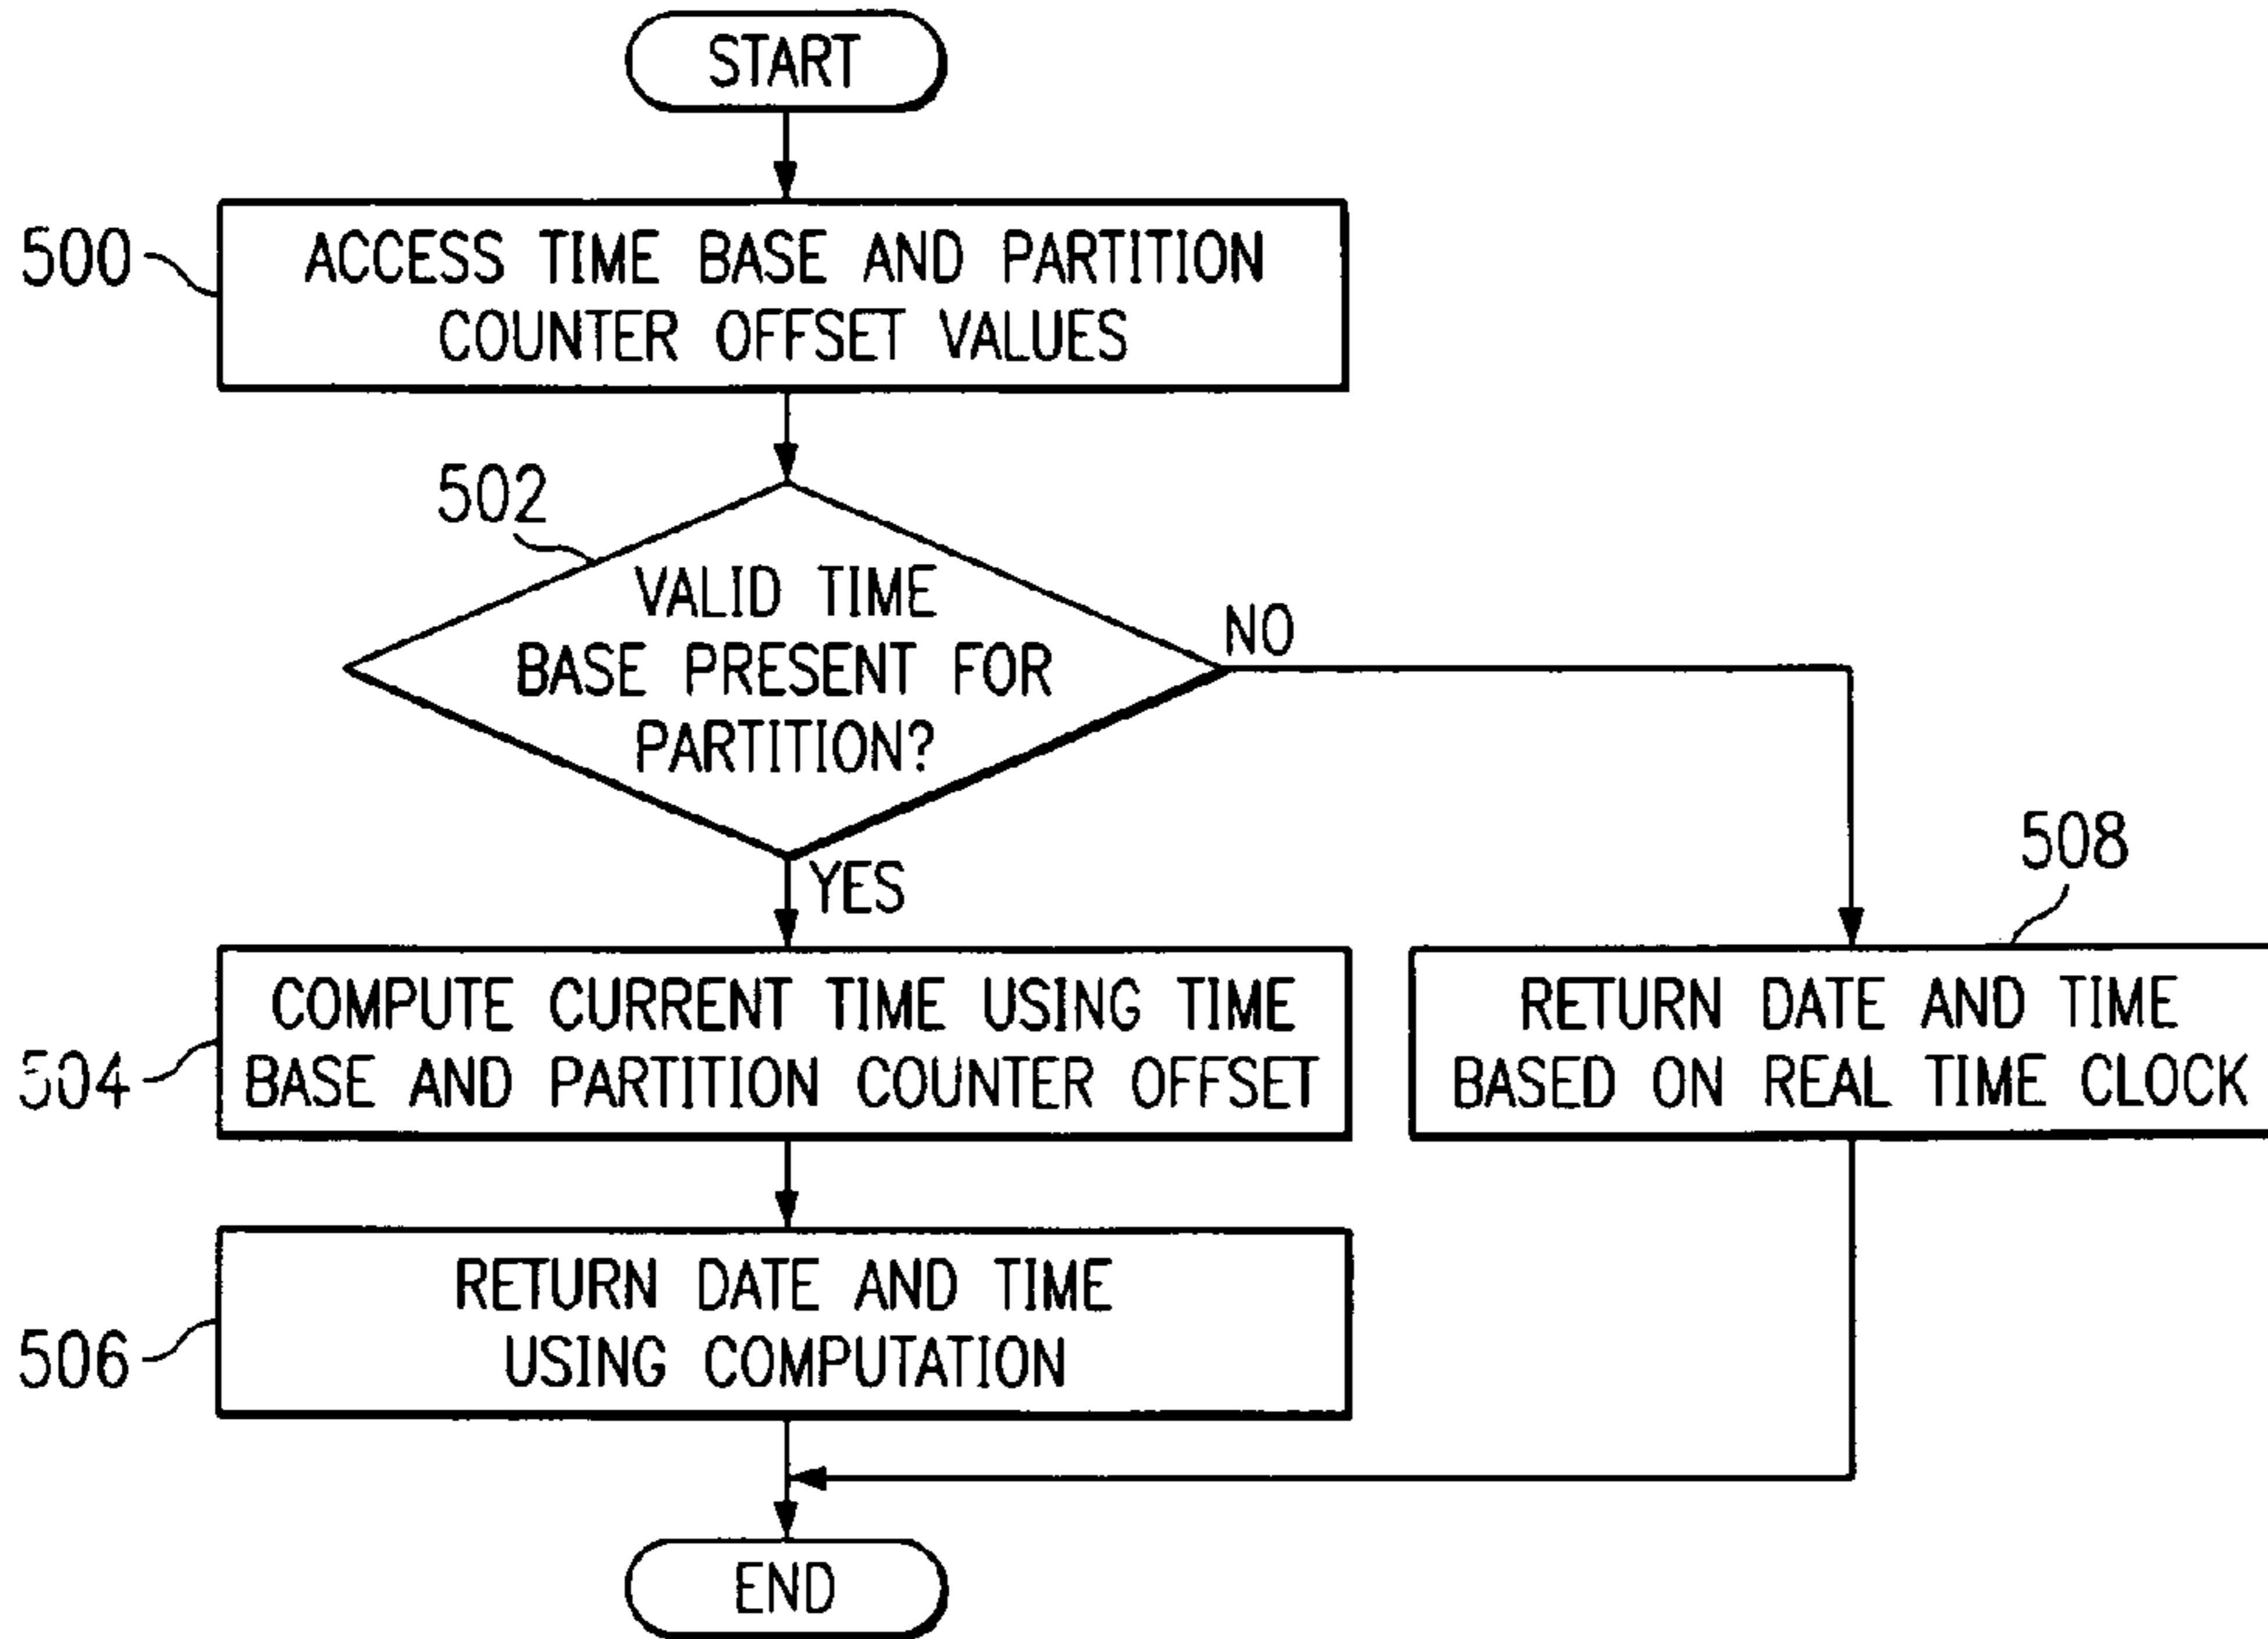 START
500
ACCESS TIME BASE AND PARTITION
COUNTER OFFSET VALUES
502
VALID TIME
BASE PRESENT FOR
PARTITION?
NO
YES
504
COMPUTE CURRENT TIME USING TIME
BASE AND PARTITION COUNTER OFFSET
508
RETURN DATE AND TIME
BASED ON REAL TIME CLOCK
506
RETURN DATE AND TIME
USING COMPUTATION
END